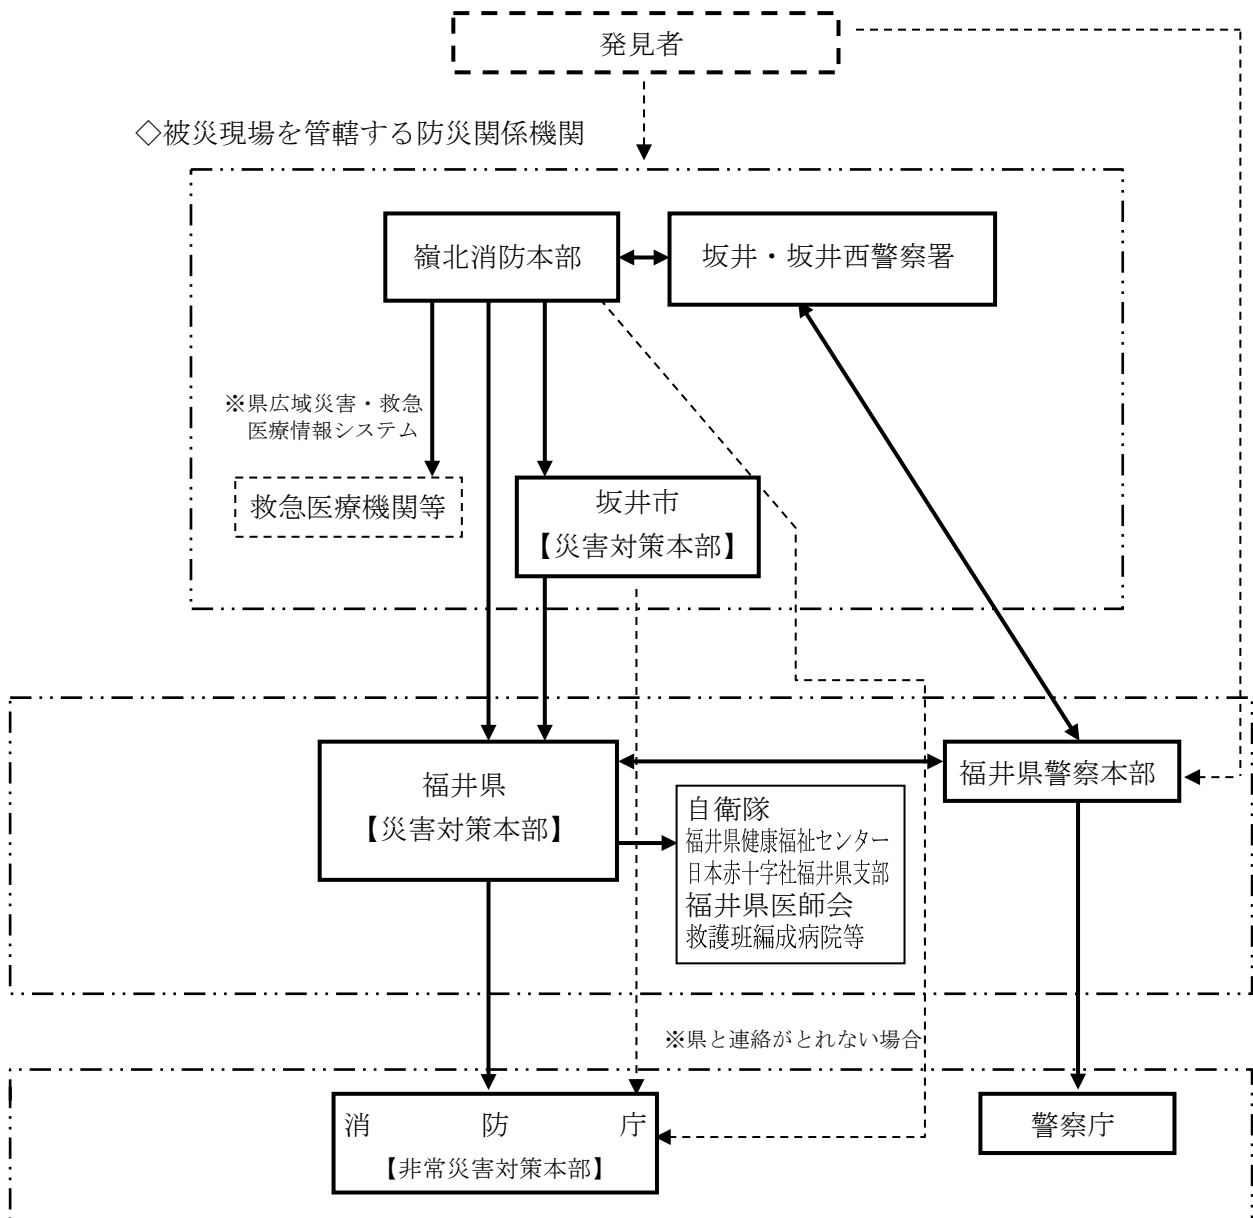 発見者
◇被災現場を管轄する防災関係機関
嶺北消防本部
坂井・坂井西警察署
※県広域災害・救急
医療情報システム
救急医療機関等
坂井市
【災害対策本部】
福井県
【災害対策本部】
福井県警察本部
自衛隊
福井県健康福祉センター
日本赤十字社福井県支部
福井県医師会
救護班編成病院等
※県と連絡がとれない場合
消防庁
【非常災害対策本部】
警察庁